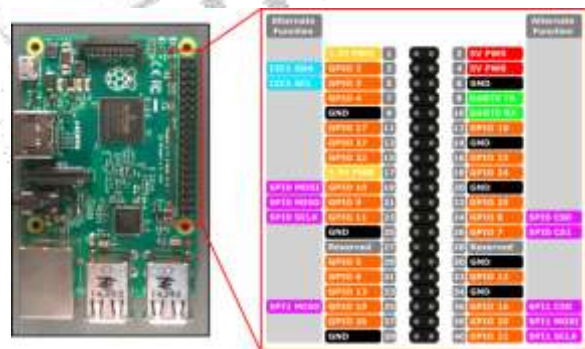 Alternate Function
Alternate Function
3.3V PWR 1 2 5V PWR
I2C1 SDA GPIO 2 3 4 5V PWR
I2C1 SCL GPIO 3 5 6 GND
GPIO 4 7 8 UART0 TX
GND 9 10 UART0 RX
GPIO 17 11 12 GPIO 18
GPIO 27 13 14 GND
GPIO 22 15 16 GPIO 23
3.3V PWR 17 18 GPIO 24
SPI0 MOSI GPIO 10 19 20 GND
SPI0 MISO GPIO 9 21 22 GPIO 25
SPI0 SCLK GPIO 11 23 24 GPIO 8 SPI0 CS0
GND 25 26 GPIO 7 SPI0 CS1
Reserved 27 28 Reserved
GPIO 5 29 30 GND
GPIO 6 31 32 GPIO 12
GPIO 13 33 34 GND
SPI1 MISO GPIO 19 35 36 GPIO 16 SPI1 CS0
GPIO 26 37 38 GPIO 20 SPI1 MOSI
GND 39 40 GPIO 21 SPI1 SCLK